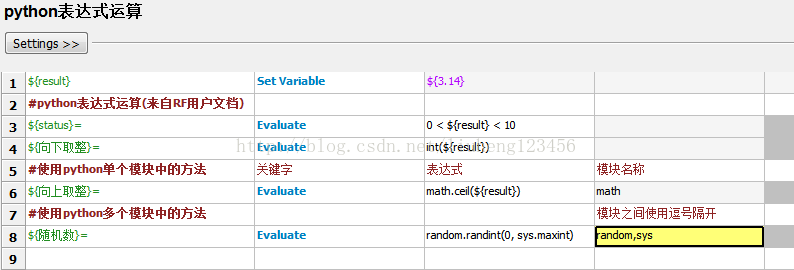 python表达式运算
Settings >>
1 ${result} Set Variable ${3.14}
2 #python表达式运算(来自RF用户文档)
3 ${status}= Evaluate 0 < ${result} < 10
4 ${向下取整}= Evaluate int(${result})
5 #使用python单个模块中的方法 关键字 表达式 模块名称
6 ${向上取整}= Evaluate math.ceil(${result}) math
7 #使用python多个模块中的方法 模块之间使用逗号隔开
8 ${随机数}= Evaluate random.randint(0, sys.maxint) random,sys
9